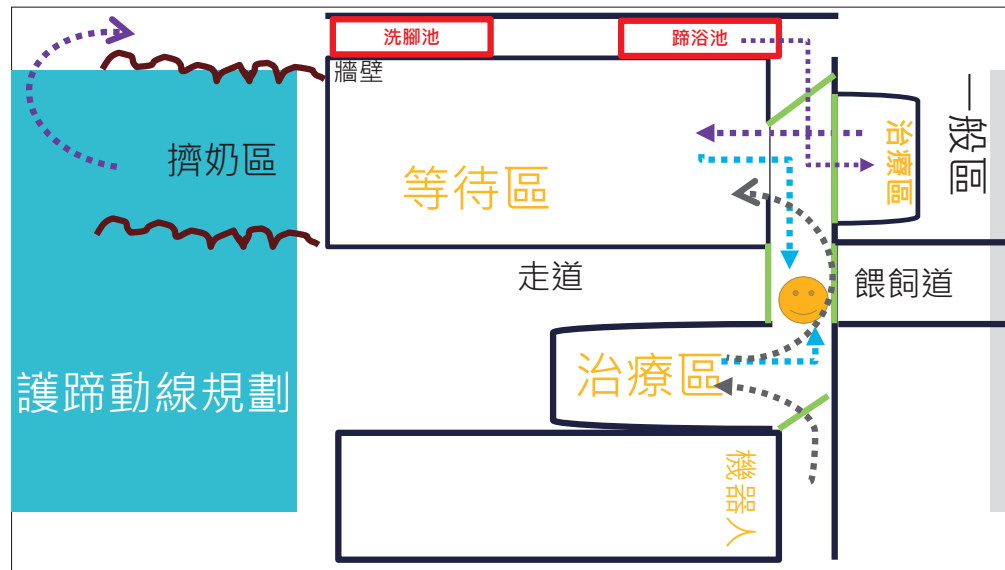 洗腳池
蹄浴池
牆壁
擠奶區
等待區
治療區
一般區
走道
餵飼道
護蹄動線規劃
治療區
機器人